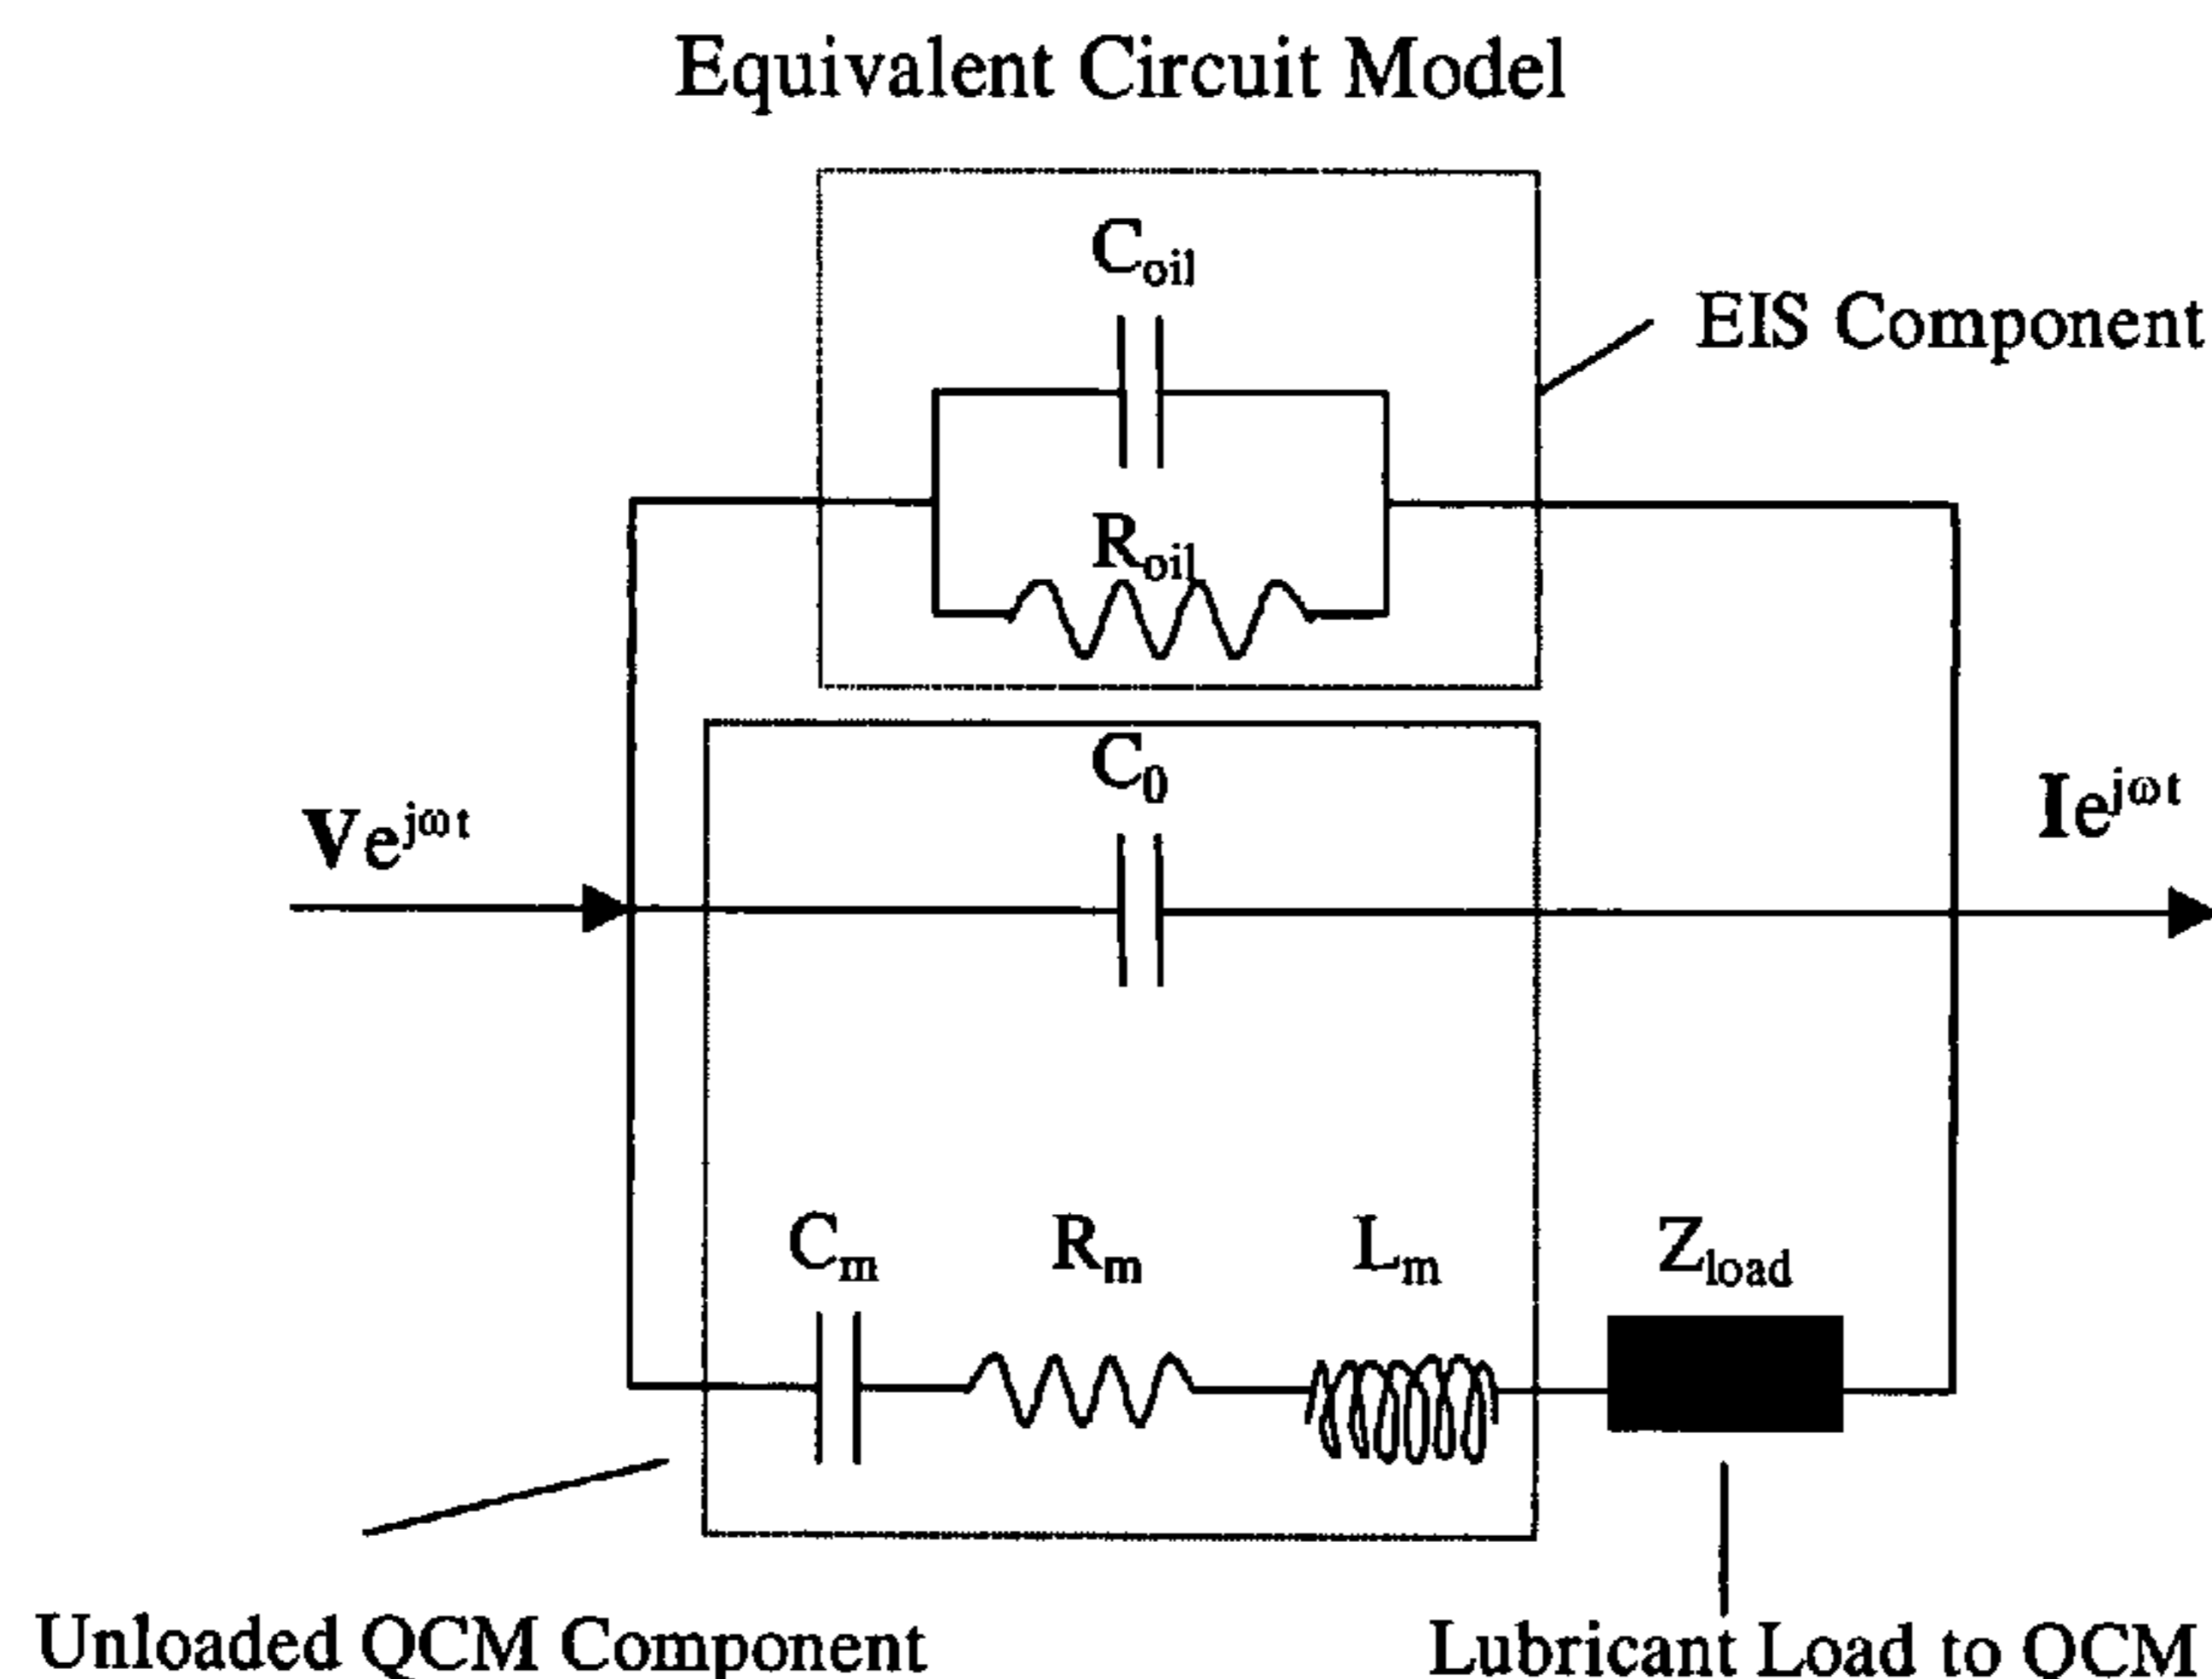 Equivalent Circuit Model
C_oil
EIS Component
R_oil
C_0
Ve^jωt
Ie^jωt
C_m
R_m
L_m
Z_load
Unloaded QCM Component
Lubricant Load to QCM